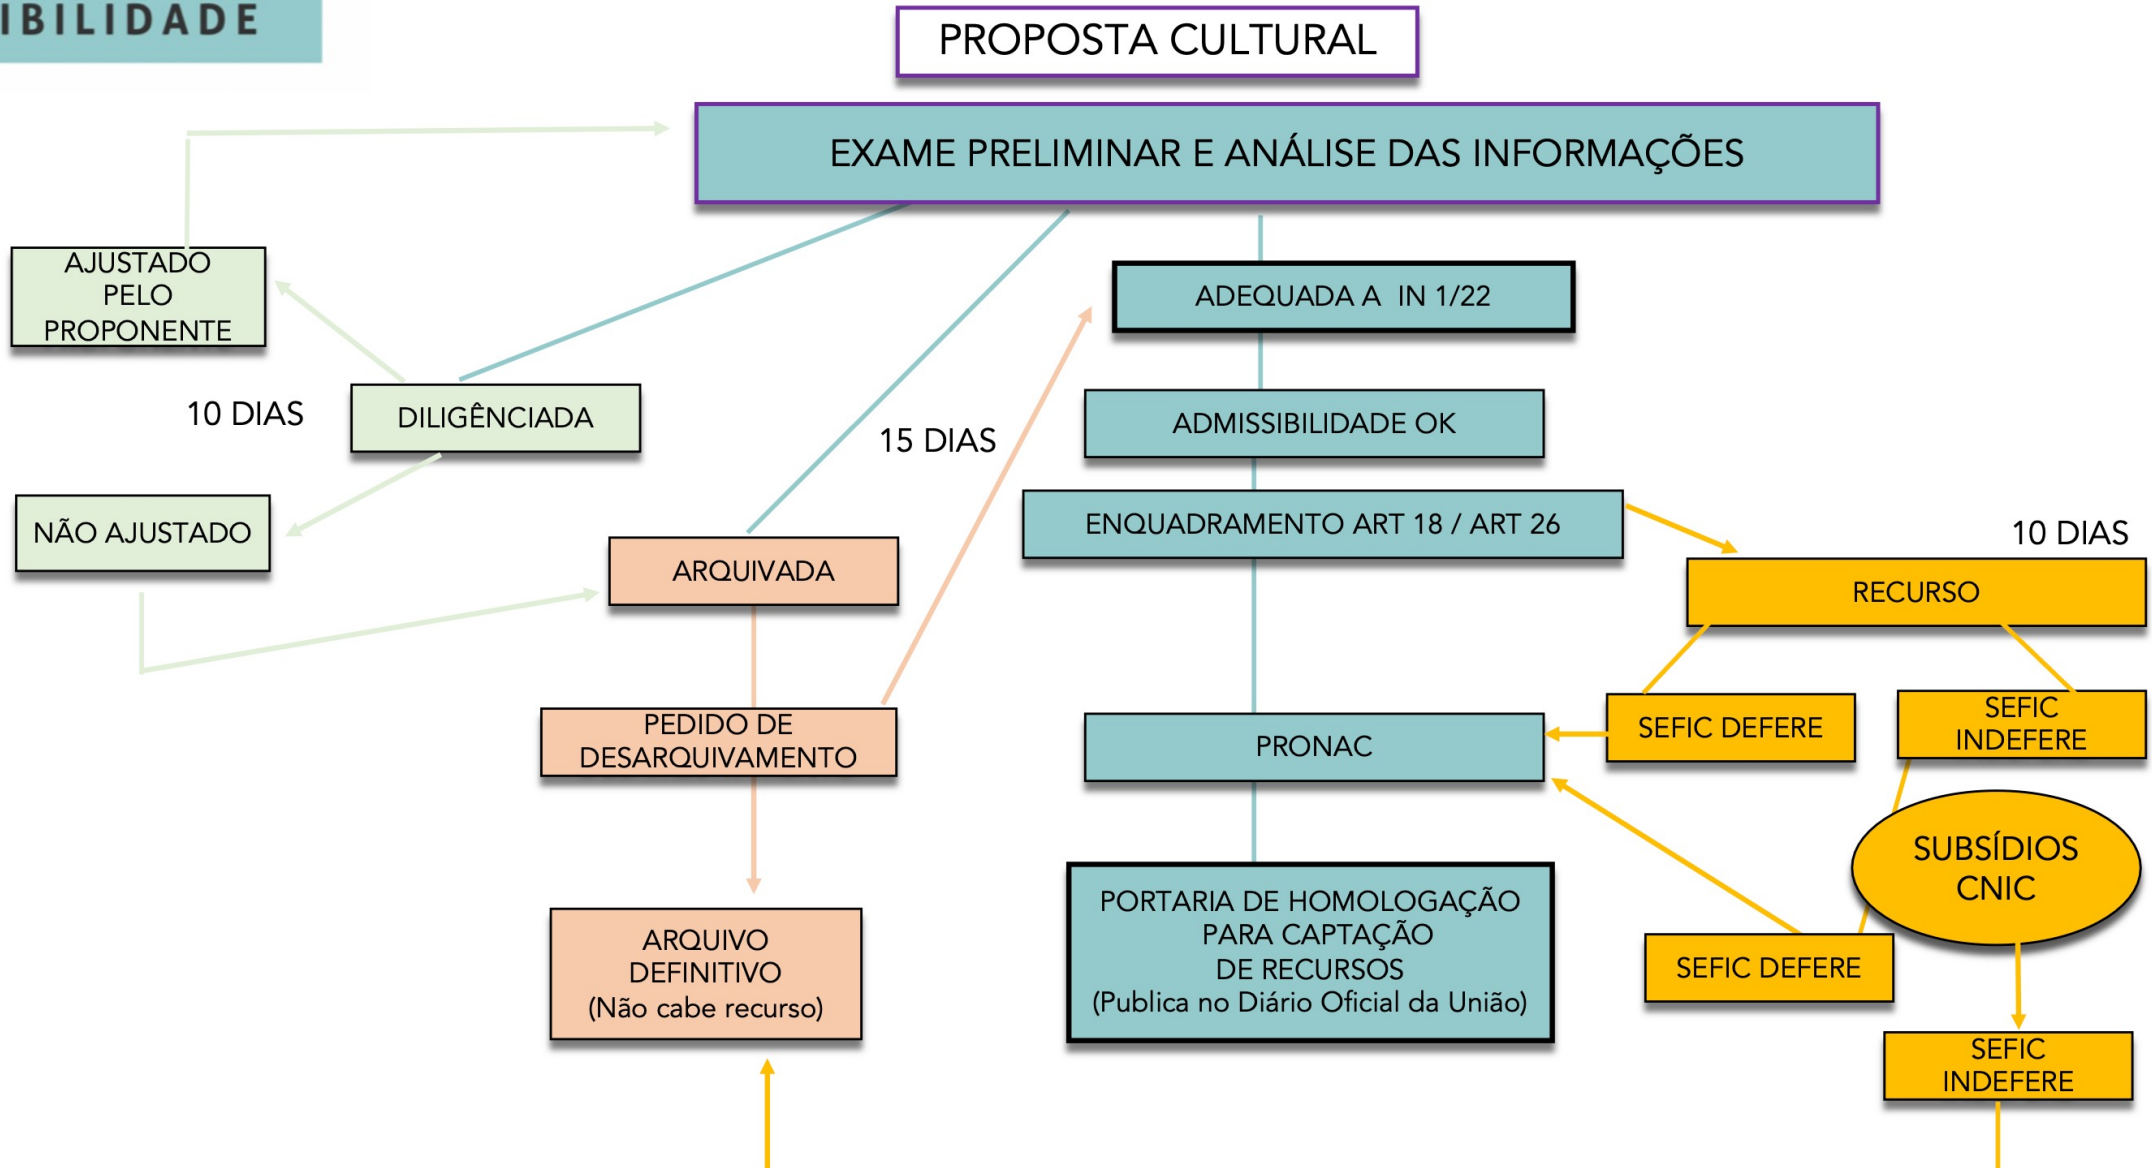 IBILIDADE
PROPOSTA CULTURAL
EXAME PRELIMINAR E ANÁLISE DAS INFORMAÇÕES
AJUSTADO
PELO
PROPONENTE
ADEQUADA A IN 1/22
10 DIAS
DILIGÊNCIADA
15 DIAS
ADMISSIBILIDADE OK
NÃO AJUSTADO
ENQUADRAMENTO ART 18 / ART 26
10 DIAS
ARQUIVADA
RECURSO
PEDIDO DE
DESARQUIVAMENTO
PRONAC
SEFIC DEFERE
SEFIC
INDEFERE
SUBSÍDIOS
CNIC
ARQUIVO
DEFINITIVO
(Não cabe recurso)
PORTARIA DE HOMOLOGAÇÃO
PARA CAPTAÇÃO
DE RECURSOS
(Publica no Diário Oficial da União)
SEFIC DEFERE
SEFIC
INDEFERE